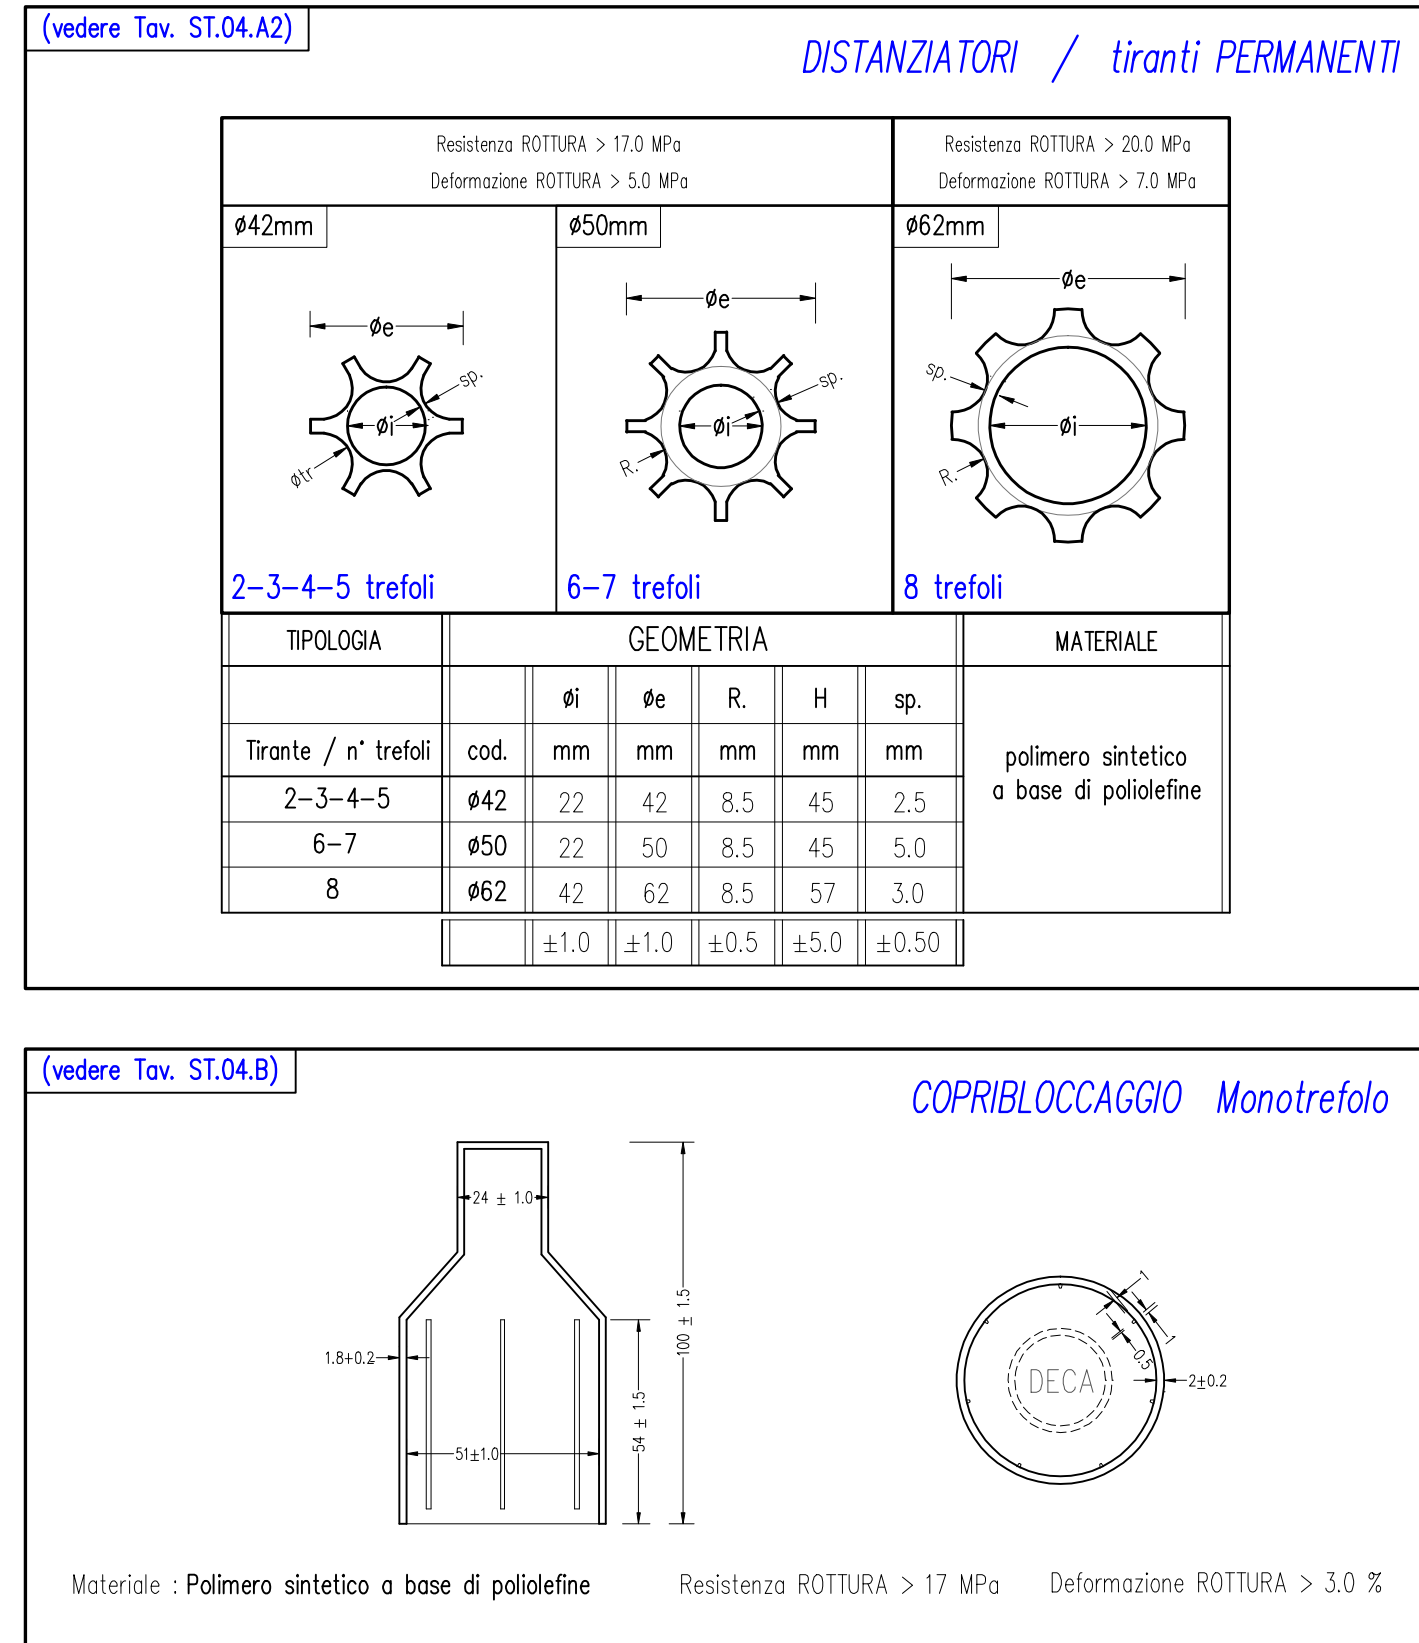 (vedere Tav. ST.04.A2)
DISTANZIATORI / tiranti PERMANENTI
Resistenza ROTTURA > 17.0 MPa
Deformazione ROTTURA > 5.0 MPa
Resistenza ROTTURA > 20.0 MPa
Deformazione ROTTURA > 7.0 MPa
ø42mm
øe
sp.
øi
øtr
2-3-4-5 trefoli
ø50mm
øe
sp.
øi
R.
6-7 trefoli
ø62mm
øe
sp.
øi
R.
8 trefoli
TIPOLOGIA GEOMETRIA MATERIALE
øi øe R. H sp.
Tirante / n° trefoli cod. mm mm mm mm mm
polimero sintetico
a base di poliolefine
2-3-4-5 ø42 22 42 8.5 45 2.5
6-7 ø50 22 50 8.5 45 5.0
8 ø62 42 62 8.5 57 3.0
±1.0 ±1.0 ±0.5 ±5.0 ±0.50
(vedere Tav. ST.04.B)
COPRIBLOCCAGGIO Monotrefolo
24 ± 1.0
100 ± 1.5
1.8+0.2
54 ± 1.5
51±1.0
1
1
0.5
DECA
2±0.2
Materiale : Polimero sintetico a base di poliolefine Resistenza ROTTURA > 17 MPa Deformazione ROTTURA > 3.0 %